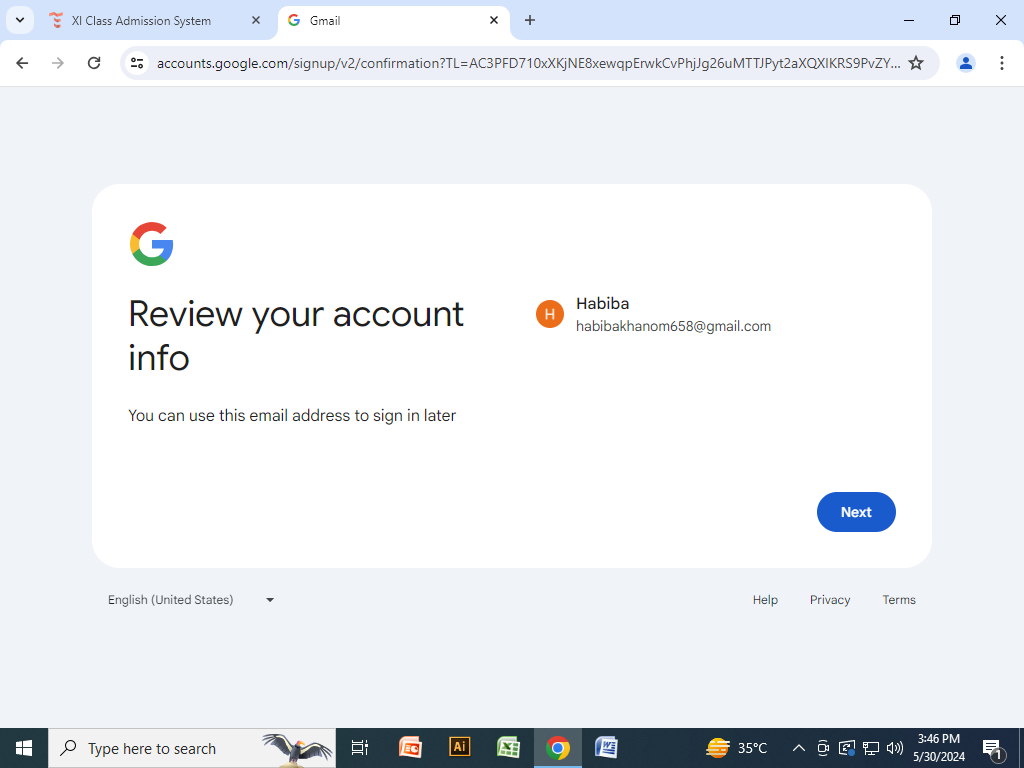 XI Class Admission System
Gmail
accounts.google.com/signup/v2/confirmation?TL=AC3PFD710xXKjNE8xewqpErwkCvPhjJg26uMTTJPyt2aXQXIKRS9PvZY...
Review your account
info
You can use this email address to sign in later
H
Habiba
habibakhanom658@gmail.com
Next
English (United States)
Help Privacy Terms
Type here to search
Ai
35°C
3:46 PM
5/30/2024
1